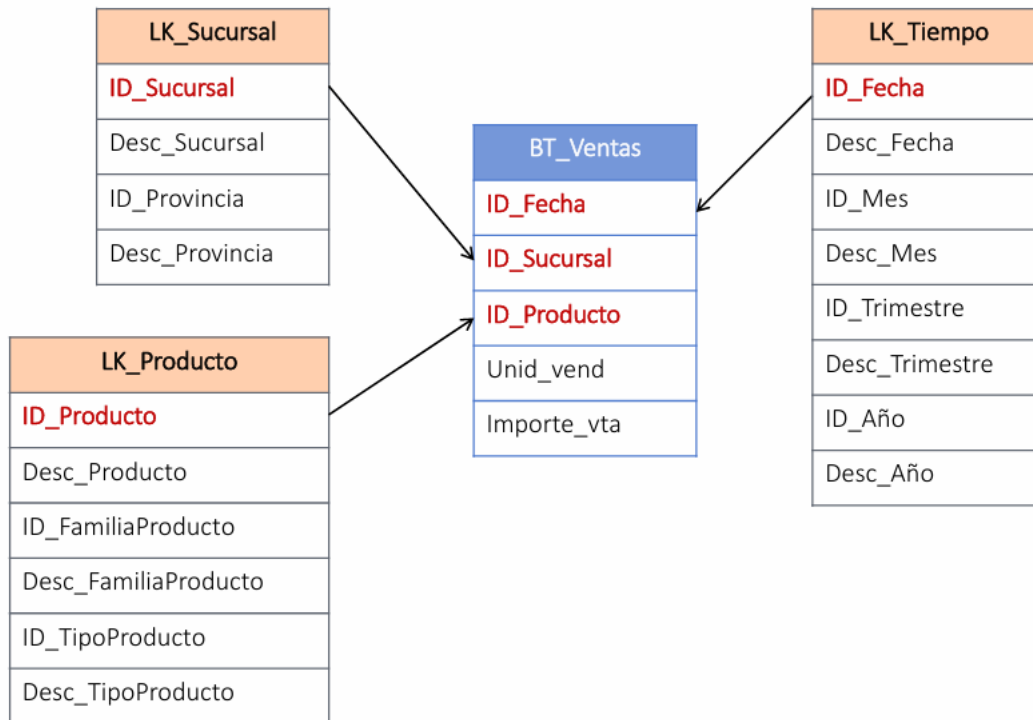 LK_Sucursal
ID_Sucursal
Desc_Sucursal
ID_Provincia
Desc_Provincia
LK_Producto
ID_Producto
Desc_Producto
ID_FamiliaProducto
Desc_FamiliaProducto
ID_TipoProducto
Desc_TipoProducto
BT_Ventas
ID_Fecha
ID_Sucursal
ID_Producto
Unid_vend
Importe_vta
LK_Tiempo
ID_Fecha
Desc_Fecha
ID_Mes
Desc_Mes
ID_Trimestre
Desc_Trimestre
ID_Año
Desc_Año